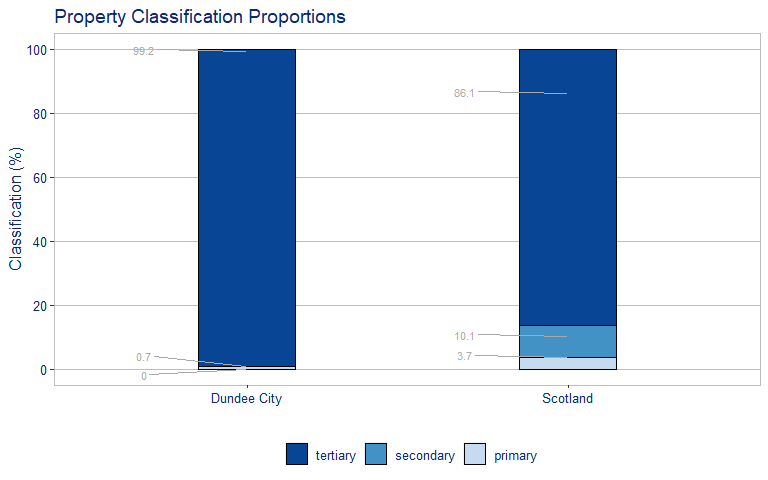 Property Classification Proportions
Classification (%)
100
80
60
40
20
0
99.2
0.7
0
86.1
10.1
3.7
Dundee City
Scotland
tertiary
secondary
primary